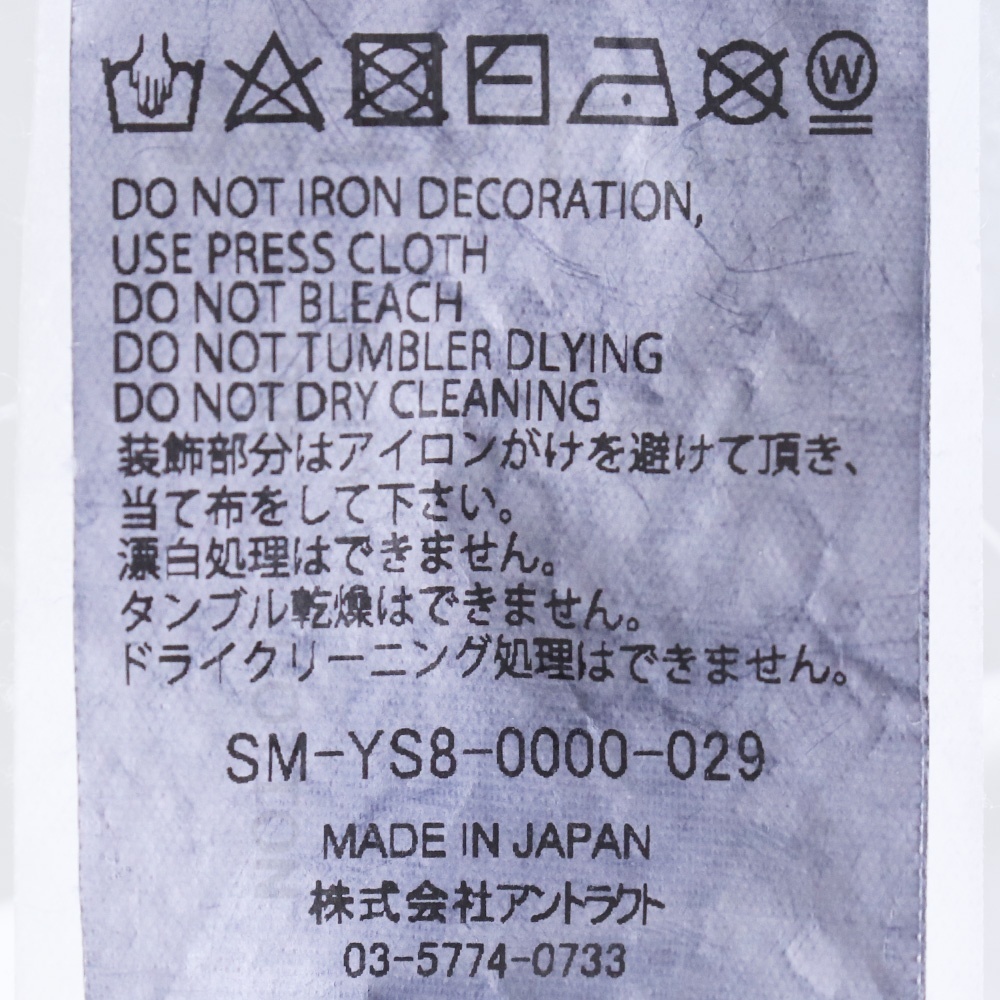 W
DO NOT IRON DECORATION,
USE PRESS CLOTH
DO NOT BLEACH
DO NOT TUMBLER DLYING
DO NOT DRY CLEANING
装飾部分はアイロンがけを避けて頂き、
当て布をして下さい。
漂白処理はできません。
タンブル乾燥はできません。
ドライクリーニング処理はできません。
SM-YS8-0000-029
MADE IN JAPAN
株式会社アントラクト
03-5774-0733